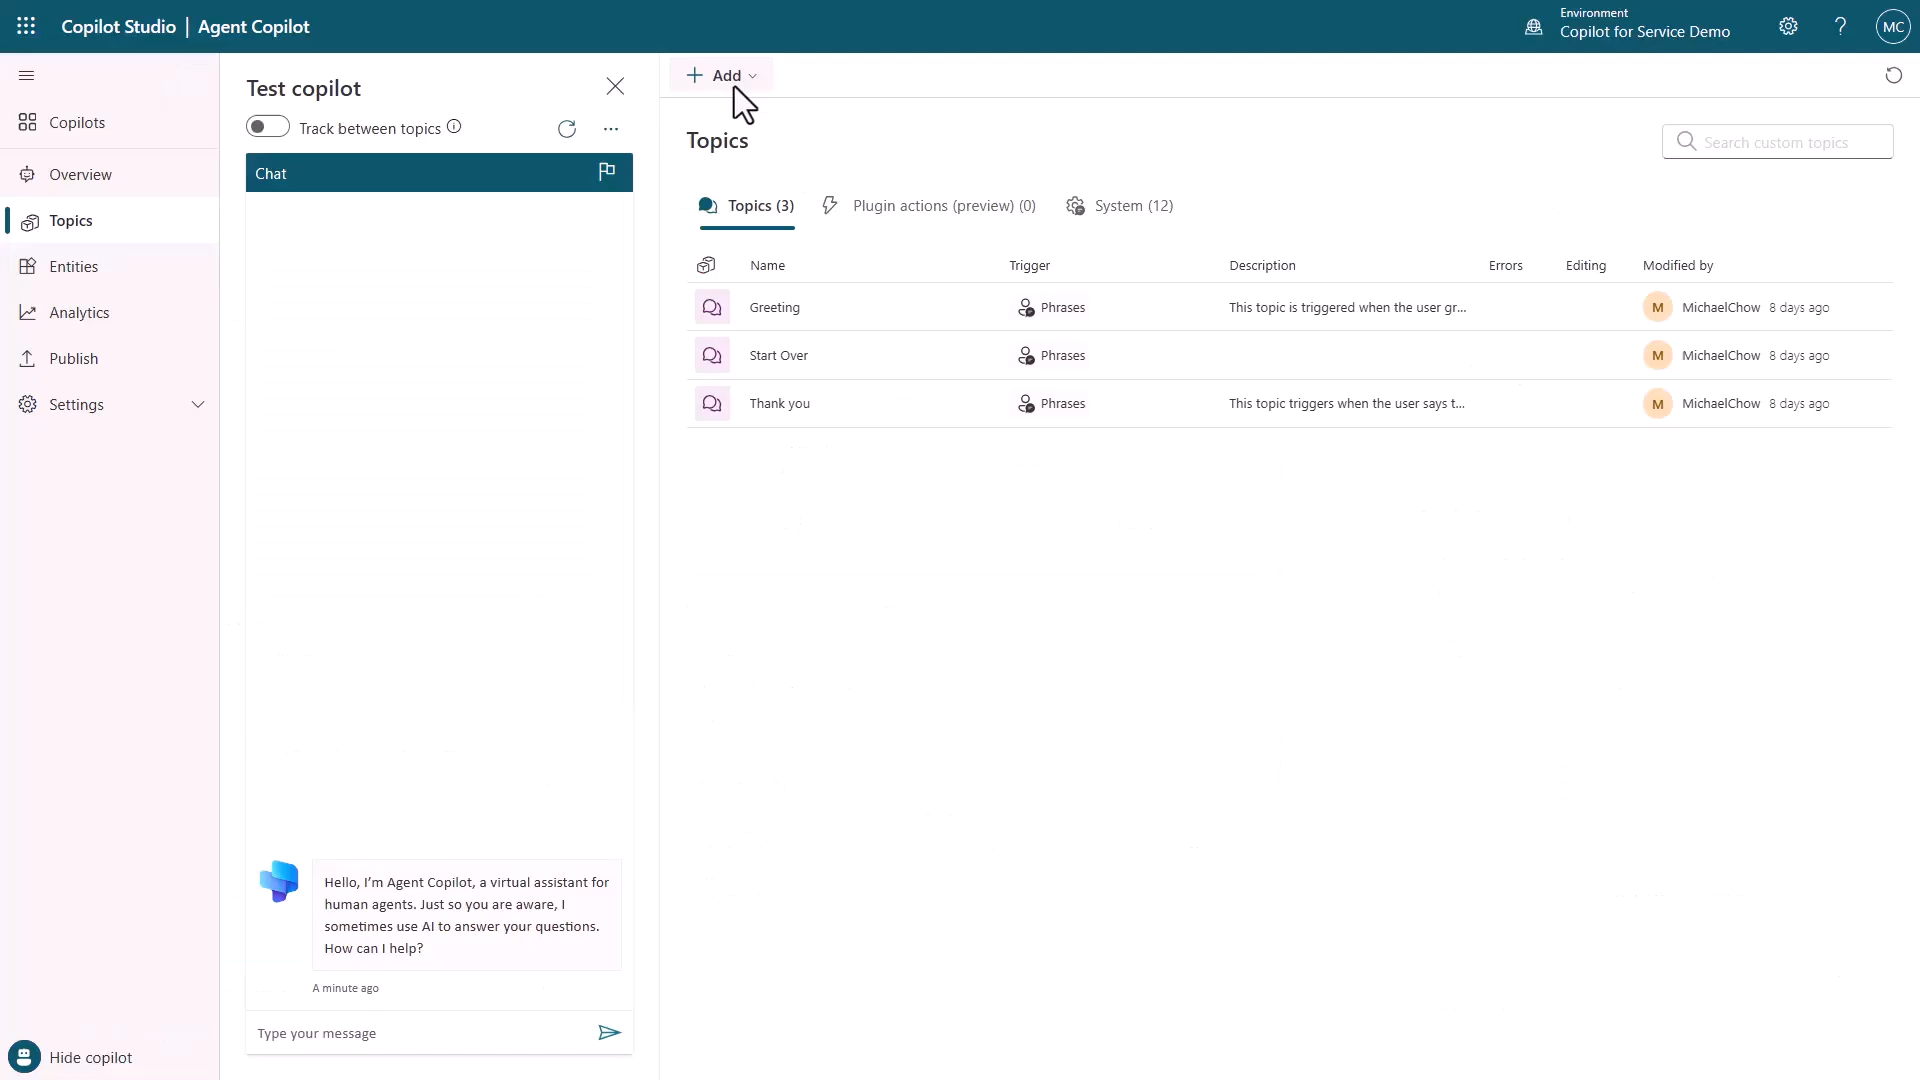 Copilot Studio | Agent Copilot
Environment
Copilot for Service Demo
MC
Copilots
Overview
Topics
Entities
Analytics
Publish
Settings
Hide copilot
Test copilot
Track between topics
Chat
Hello, I'm Agent Copilot, a virtual assistant for
human agents. Just so you are aware, I
sometimes use AI to answer your questions.
How can I help?
A minute ago
Type your message
Add
Topics
Search custom topics
Topics (3) Plugin actions (preview) (0) System (12)
Name Trigger Description Errors Editing Modified by
Greeting Phrases This topic is triggered when the user gr... M MichaelChow 8 days ago
Start Over Phrases M MichaelChow 8 days ago
Thank you Phrases This topic triggers when the user says t... M MichaelChow 8 days ago